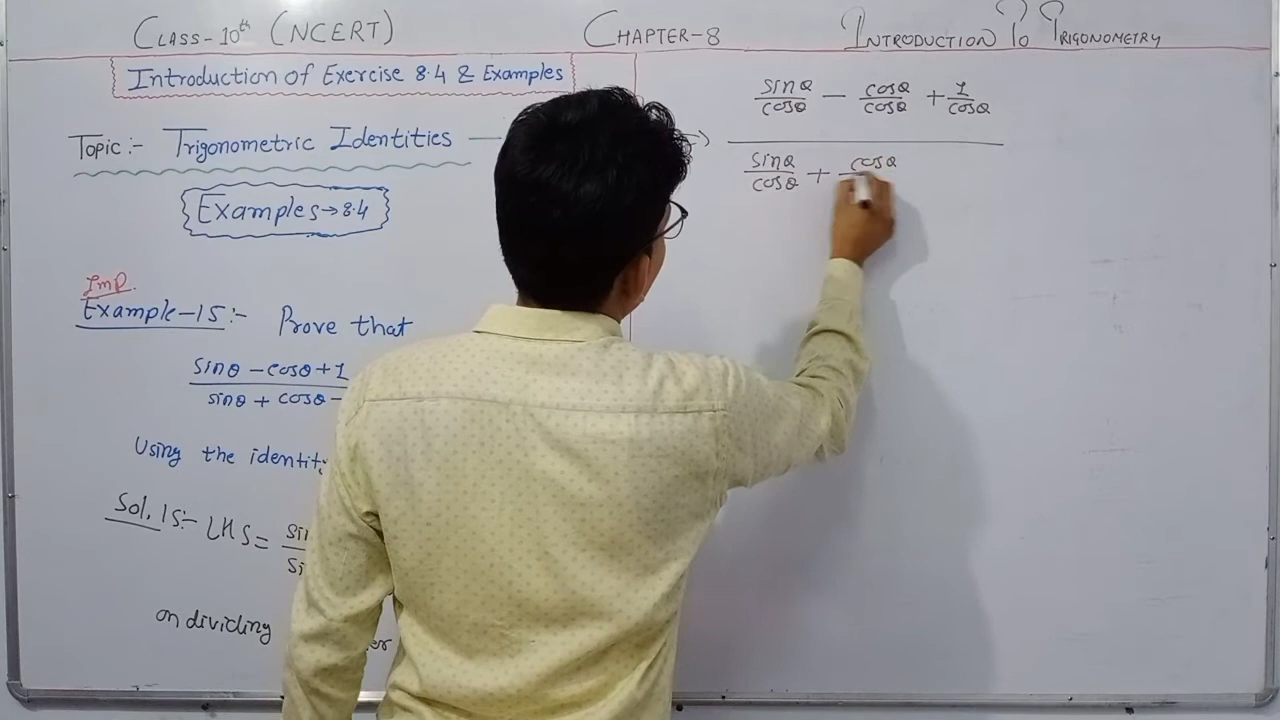 CLASS-10th (NCERT) CHAPTER-8 INTRODUCTION TO TRIGONOMETRY
Introduction of Exercise 8.4 & Examples
Topic:- Trigonometric Identities
Examples→8.4
Imp.
Example-15:- Prove that
sinθ - cosθ + 1
sinθ + cosθ -
Using the identity
Sol. 15:- LHS =
on dividing
sinθ/cosθ - cosθ/cosθ + 1/cosθ
sinθ/cosθ + cosθ